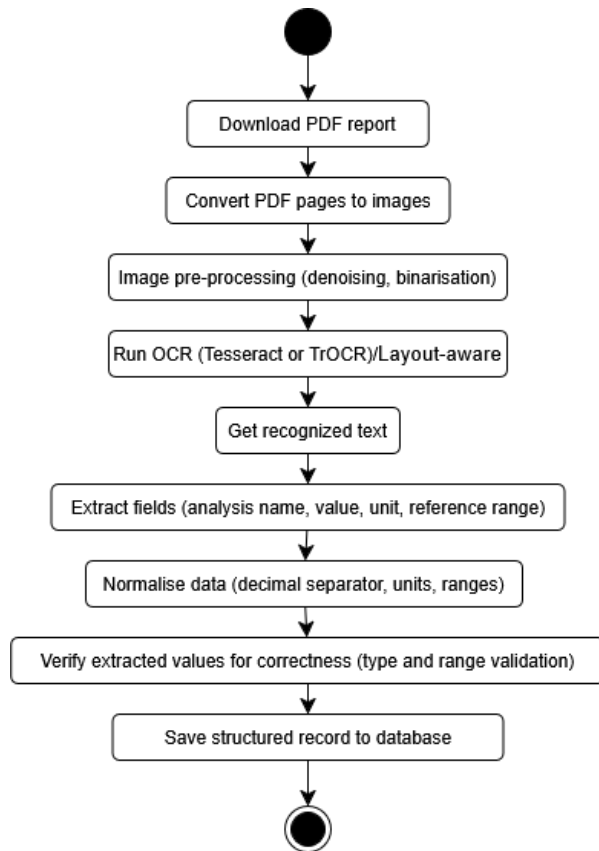 Download PDF report
Convert PDF pages to images
Image pre-processing (denoising, binarisation)
Run OCR (Tesseract or TrOCR)/Layout-aware
Get recognized text
Extract fields (analysis name, value, unit, reference range)
Normalise data (decimal separator, units, ranges)
Verify extracted values for correctness (type and range validation)
Save structured record to database